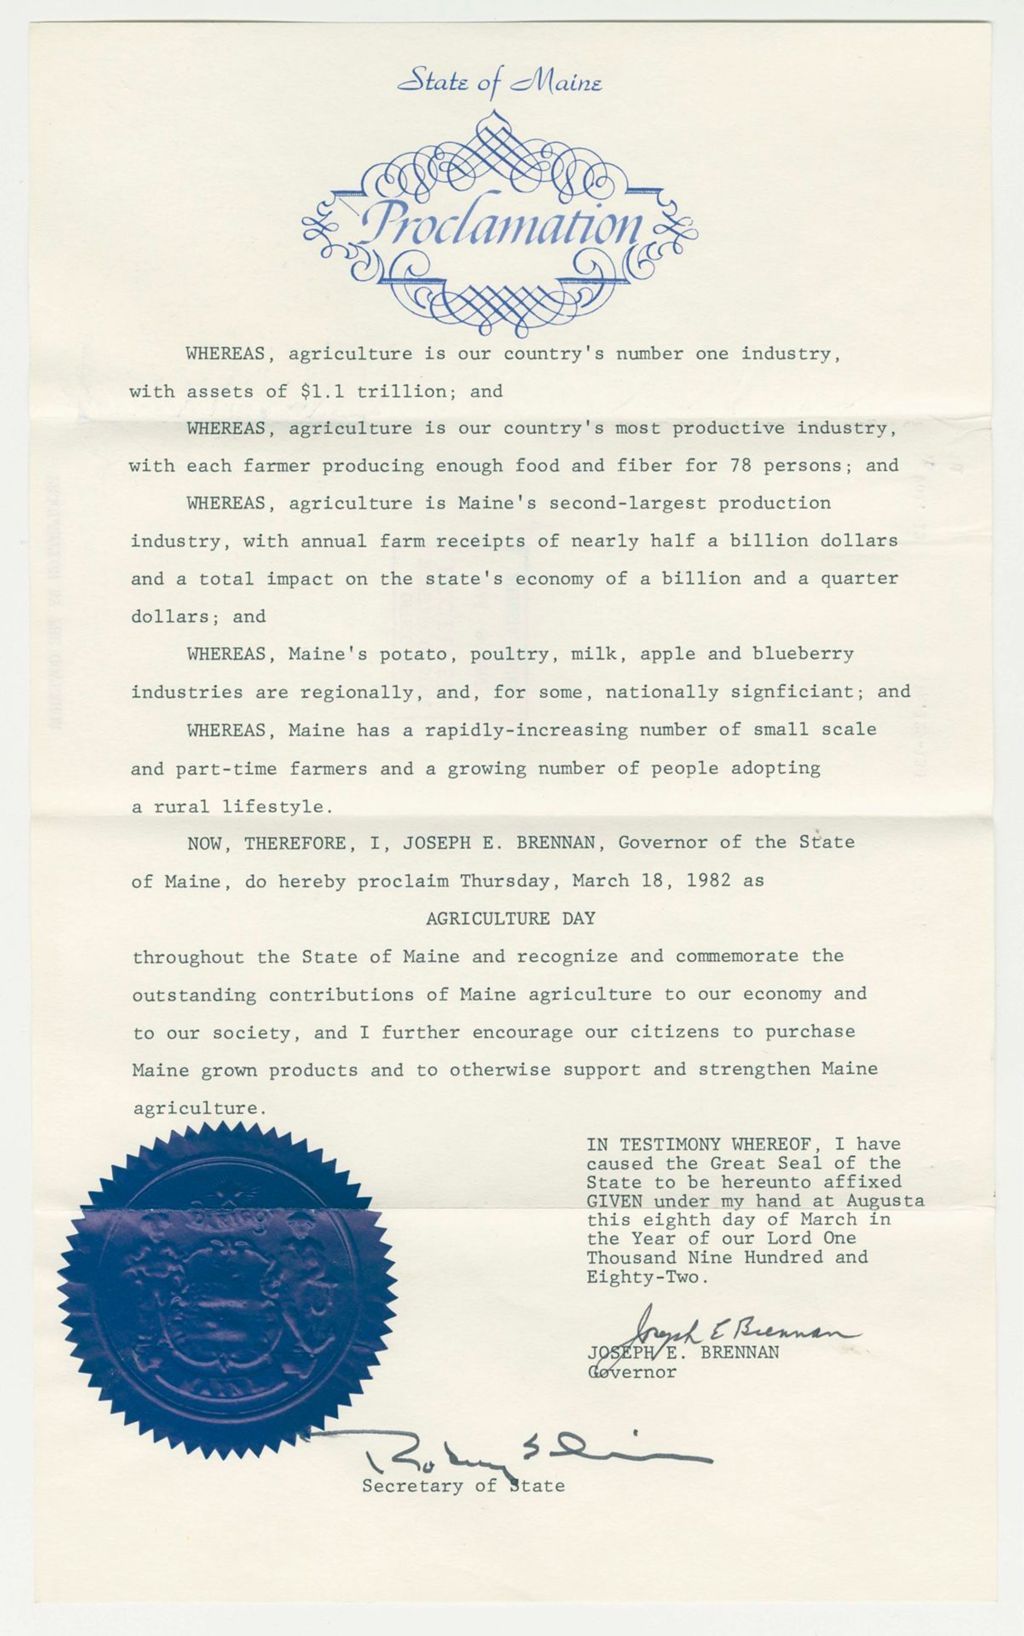 State of Maine
Proclamation
WHEREAS, agriculture is our country's number one industry,
with assets of $1.1 trillion; and
WHEREAS, agriculture is our country's most productive industry,
with each farmer producing enough food and fiber for 78 persons; and
WHEREAS, agriculture is Maine's second-largest production
industry, with annual farm receipts of nearly half a billion dollars
and a total impact on the state's economy of a billion and a quarter
dollars; and
WHEREAS, Maine's potato, poultry, milk, apple and blueberry
industries are regionally, and, for some, nationally signficiant; and
WHEREAS, Maine has a rapidly-increasing number of small scale
and part-time farmers and a growing number of people adopting
a rural lifestyle.
NOW, THEREFORE, I, JOSEPH E. BRENNAN, Governor of the State
of Maine, do hereby proclaim Thursday, March 18, 1982 as
AGRICULTURE DAY
throughout the State of Maine and recognize and commemorate the
outstanding contributions of Maine agriculture to our economy and
to our society, and I further encourage our citizens to purchase
Maine grown products and to otherwise support and strengthen Maine
agriculture.
IN TESTIMONY WHEREOF, I have
caused the Great Seal of the
State to be hereunto affixed
GIVEN under my hand at Augusta
this eighth day of March in
the Year of our Lord One
Thousand Nine Hundred and
Eighty-Two.
Joseph E Brennan
JOSEPH E. BRENNAN
Governor
Rodney
Secretary of State
DIRIGO
MAINE